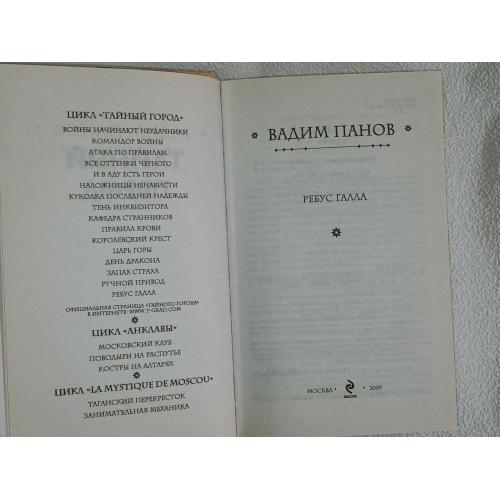 ЦИКЛ «ТАЙНЫЙ ГОРОД»
ВОЙНЫ НАЧИНАЮТ НЕУДАЧНИКИ
КОМАНДОР ВОЙНЫ
АТАКА ПО ПРАВИЛАМ
ВСЕ ОТТЕНКИ ЧЕРНОГО
И В АДУ ЕСТЬ ГЕРОИ
НАЛОЖНИЦЫ НЕНАВИСТИ
КУКОЛКА ПОСЛЕДНЕЙ НАДЕЖДЫ
ТЕНЬ ИНКВИЗИТОРА
КАФЕДРА СТРАННИКОВ
ПРАВИЛА КРОВИ
КОРОЛЕВСКИЙ КРЕСТ
ЦАРЬ ГОРЫ
ДЕНЬ ДРАКОНА
ЗАПАХ СТРАХА
РУЧНОЙ ПРИВОД
РЕБУС ГАЛЛА
ОФИЦИАЛЬНАЯ СТРАНИЦА «ТАЙНОГО ГОРОДА»
В ИНТЕРНЕТЕ WWW.T-GRAD.COM
ЦИКЛ «АНКЛАВЫ»
МОСКОВСКИЙ КЛУБ
ПОВОДЫРИ НА РАСПУТЬЕ
КОСТРЫ НА АЛТАРЯХ
ЦИКЛ «LA MYSTIQUE DE MOSCOU»
ТАГАНСКИЙ ПЕРЕКРЕСТОК
ЗАНИМАТЕЛЬНАЯ МЕХАНИКА
ВАДИМ ПАНОВ
РЕБУС ГАЛЛА
МОСКВА
ЭКСМО
2009